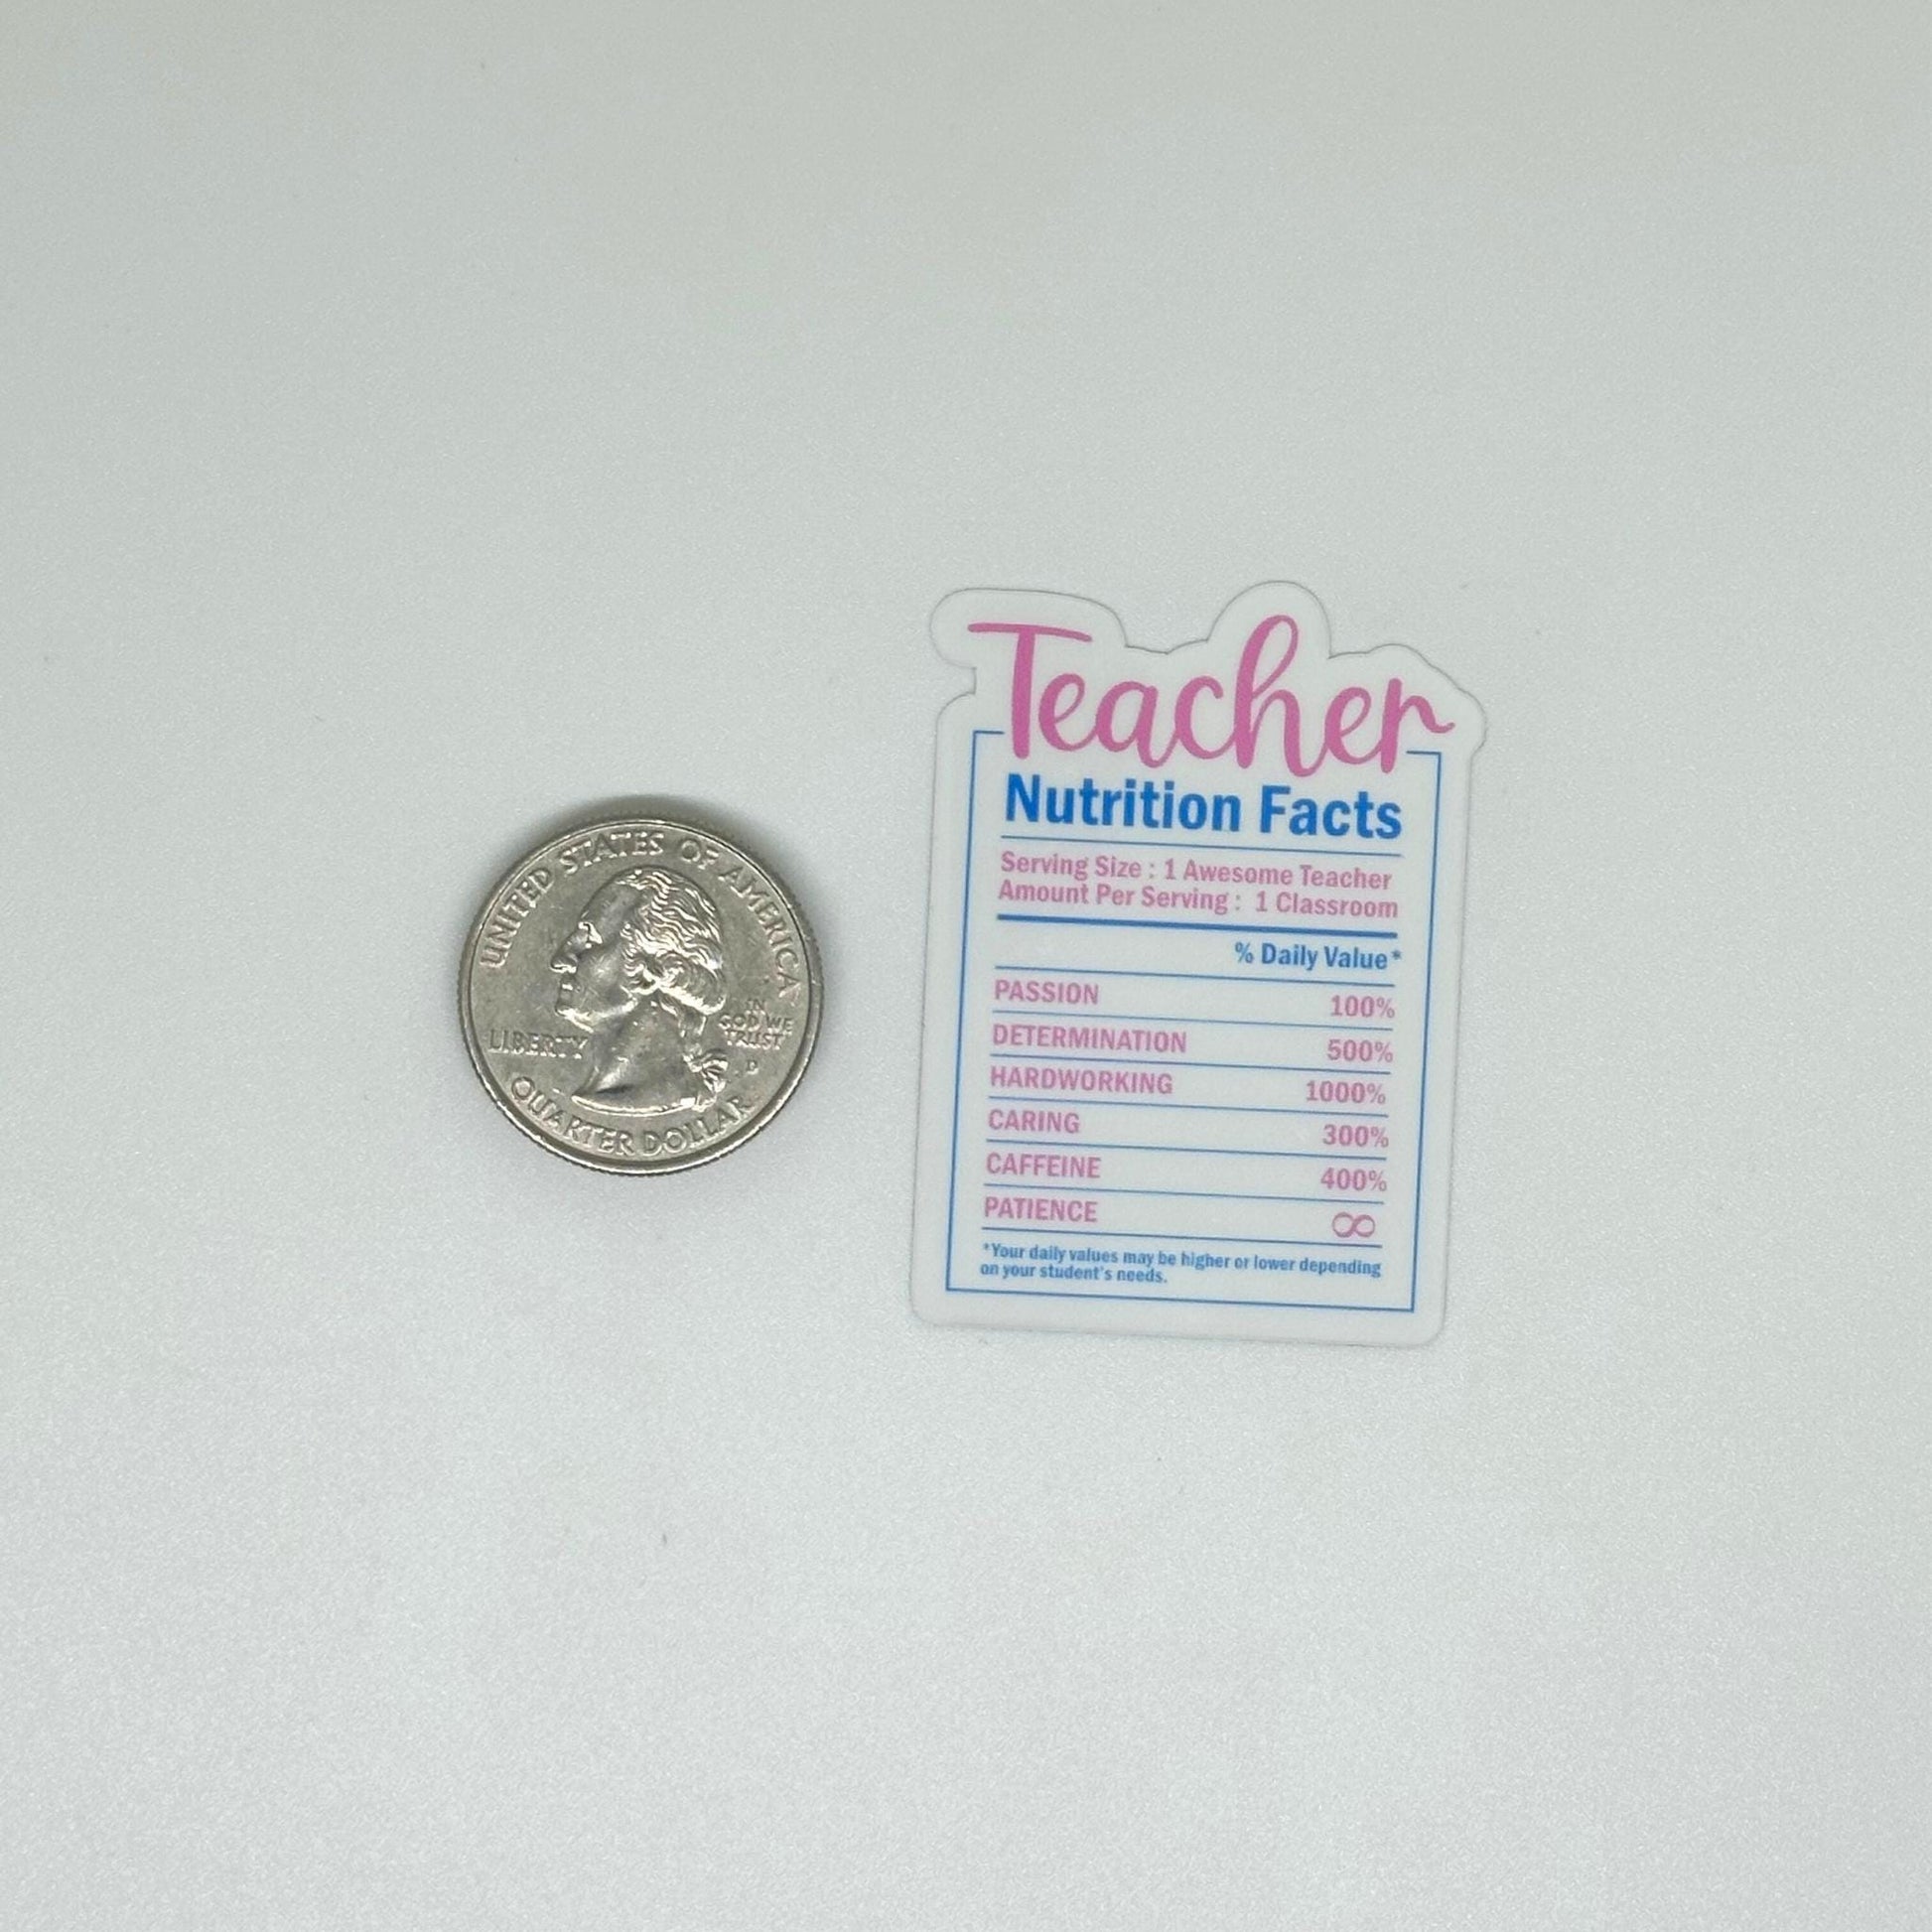 UNITED STATES OF AMERICA
LIBERTY
IN
GOD WE
TRUST
D
QUARTER DOLLAR
Teacher
Nutrition Facts
Serving Size : 1 Awesome Teacher
Amount Per Serving : 1 Classroom
% Daily Value*
PASSION 100%
DETERMINATION 500%
HARDWORKING 1000%
CARING 300%
CAFFEINE 400%
PATIENCE ∞
*Your daily values may be higher or lower depending
on your student's needs.